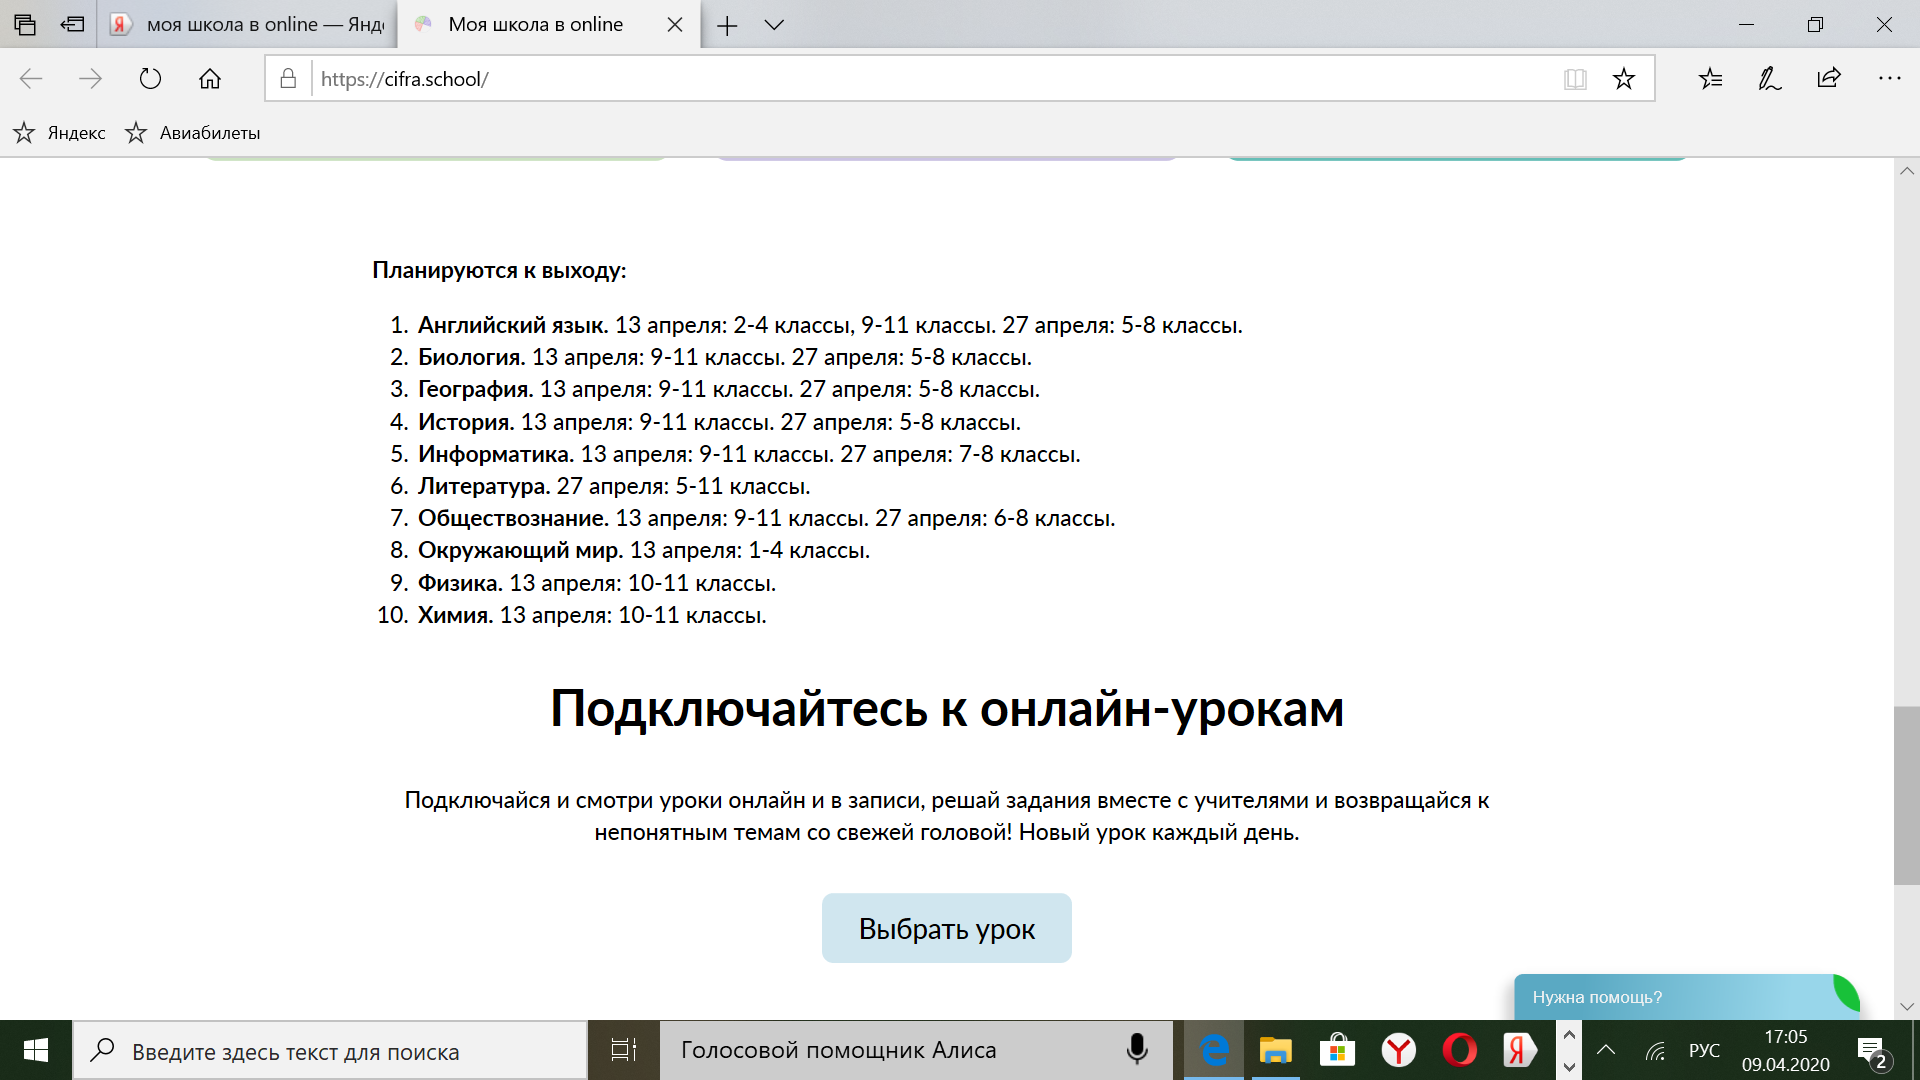 моя школа в online — Янд
Моя школа в online
https://cifra.school/
Яндекс
Авиабилеты
Планируются к выходу:
1. Английский язык. 13 апреля: 2-4 классы, 9-11 классы. 27 апреля: 5-8 классы.
2. Биология. 13 апреля: 9-11 классы. 27 апреля: 5-8 классы.
3. География. 13 апреля: 9-11 классы. 27 апреля: 5-8 классы.
4. История. 13 апреля: 9-11 классы. 27 апреля: 5-8 классы.
5. Информатика. 13 апреля: 9-11 классы. 27 апреля: 7-8 классы.
6. Литература. 27 апреля: 5-11 классы.
7. Обществознание. 13 апреля: 9-11 классы. 27 апреля: 6-8 классы.
8. Окружающий мир. 13 апреля: 1-4 классы.
9. Физика. 13 апреля: 10-11 классы.
10. Химия. 13 апреля: 10-11 классы.
Подключайтесь к онлайн-урокам
Подключайся и смотри уроки онлайн и в записи, решай задания вместе с учителями и возвращайся к
непонятным темам со свежей головой! Новый урок каждый день.
Выбрать урок
Нужна помощь?
Введите здесь текст для поиска
Голосовой помощник Алиса
РУС
17:05
09.04.2020
2